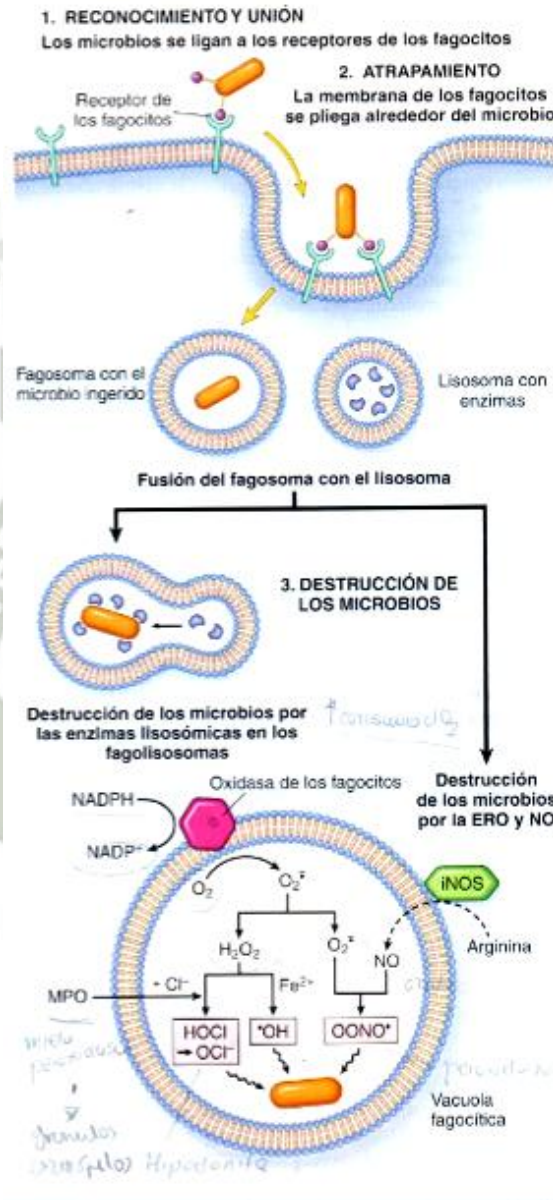 1. RECONOCIMIENTO Y UNIÓN
Los microbios se ligan a los receptores de los fagocitos
2. ATRAPAMIENTO
La membrana de los fagocitos
se pliega alrededor del microbio
Receptor de
los fagocitos
Fagosoma con el
microbio ingerido
Lisosoma con
enzimas
Fusión del fagosoma con el lisosoma
3. DESTRUCCIÓN DE
LOS MICROBIOS
Destrucción de los microbios por
las enzimas lisosómicas en los
fagolisosomas
↑ consumo O₂
Destrucción
de los microbios
por la ERO y NO
NADPH
NADP⁺
Oxidasa de los fagocitos
O₂
O₂
iNOS
Arginina
H₂O₂
O₂
NO
MPO
+ Cl⁻
Fe²⁺
HOCl
→ OCl⁻
•OH
OONO•
Vacuola
fagocítica
granulos